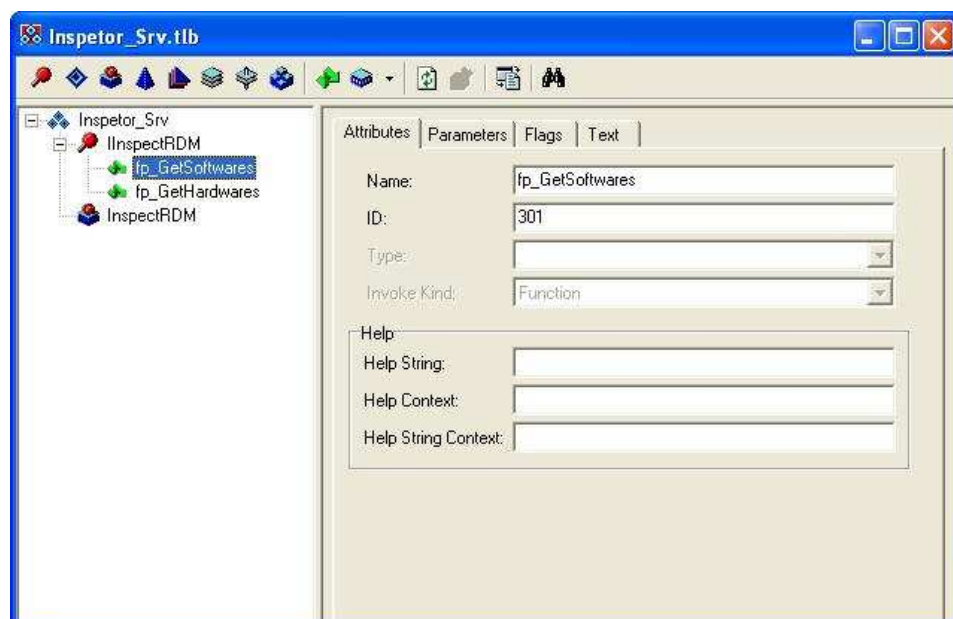 Inspetor_Srv.tlb
Inspetor_Srv
IInspectRDM
fp_GetSoftwares
fp_GetHardwares
InspectRDM
Attributes Parameters Flags Text
Name: fp_GetSoftwares
ID: 301
Type:
Invoke Kind: Function
Help
Help String:
Help Context:
Help String Context: